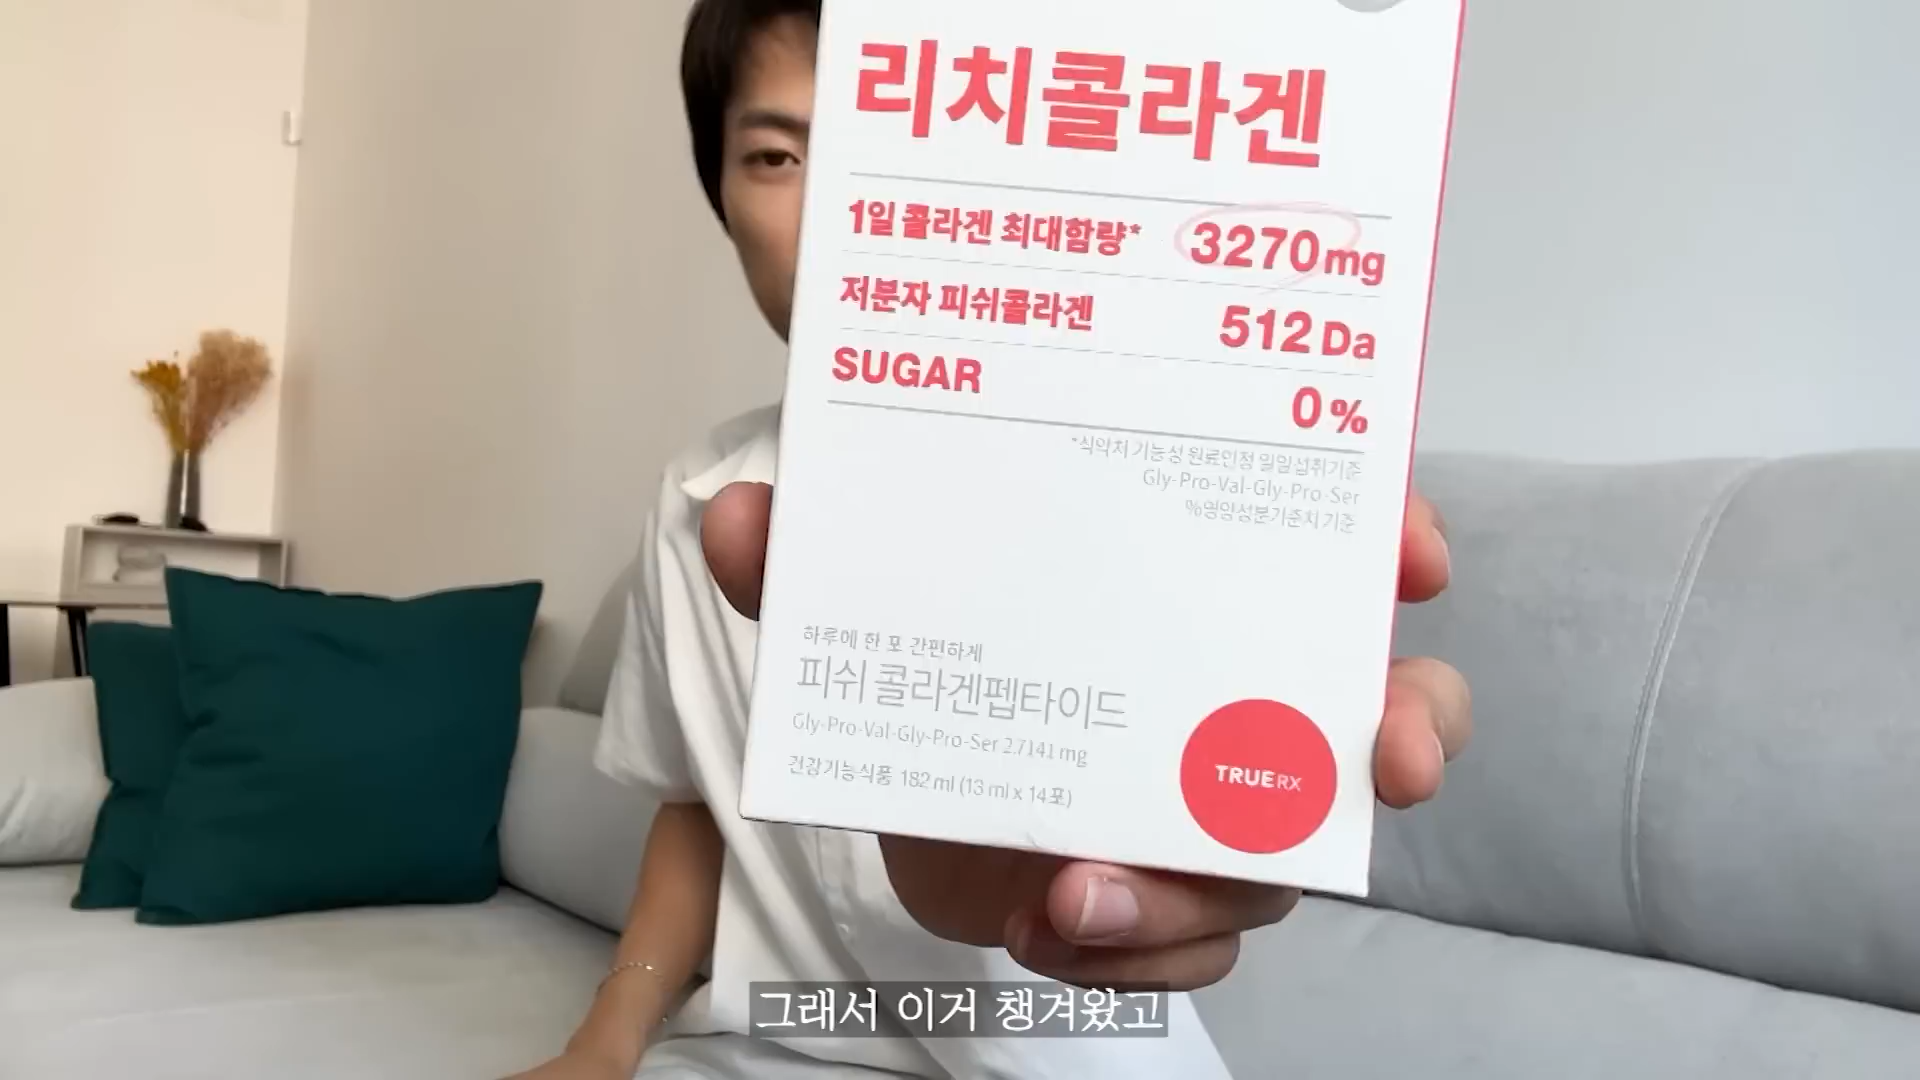 리치콜라겐
1일 콜라겐 최대함량* 3270mg
저분자 피쉬콜라겐 512 Da
SUGAR 0%
*식약처 기능성 원료인정 일일섭취기준
Gly-Pro-Val-Gly-Pro-Ser
%영양성분기준치 기준
하루에 한 포 간편하게
피쉬 콜라겐펩타이드
Gly-Pro-Val-Gly-Pro-Ser 2.7141 mg
건강기능식품 182 ml (13 ml x 14포)
TRUERX
그래서 이거 챙겨왔고